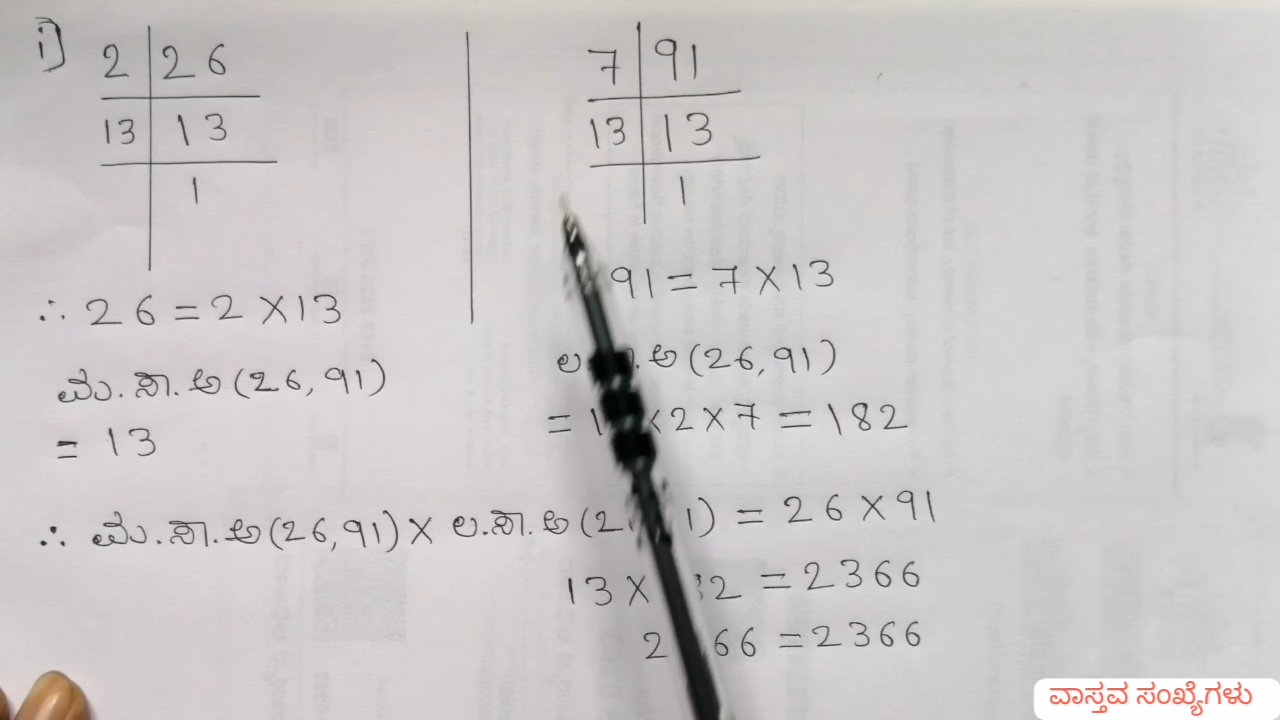 i] 2 26
13 13
1
∴ 26 = 2 × 13
ಮ.ಸಾ.ಅ (26, 91)
= 13
7 91
13 13
1
91 = 7 × 13
ಲ .ಅ (26, 91)
= 1 × 2 × 7 = 182
∴ ಮ.ಸಾ.ಅ (26, 91) × ಲ.ಸಾ.ಅ (2 1) = 26 × 91
13 × 2 = 2366
2 66 = 2366
ವಾಸ್ತವ ಸಂಖ್ಯೆಗಳು